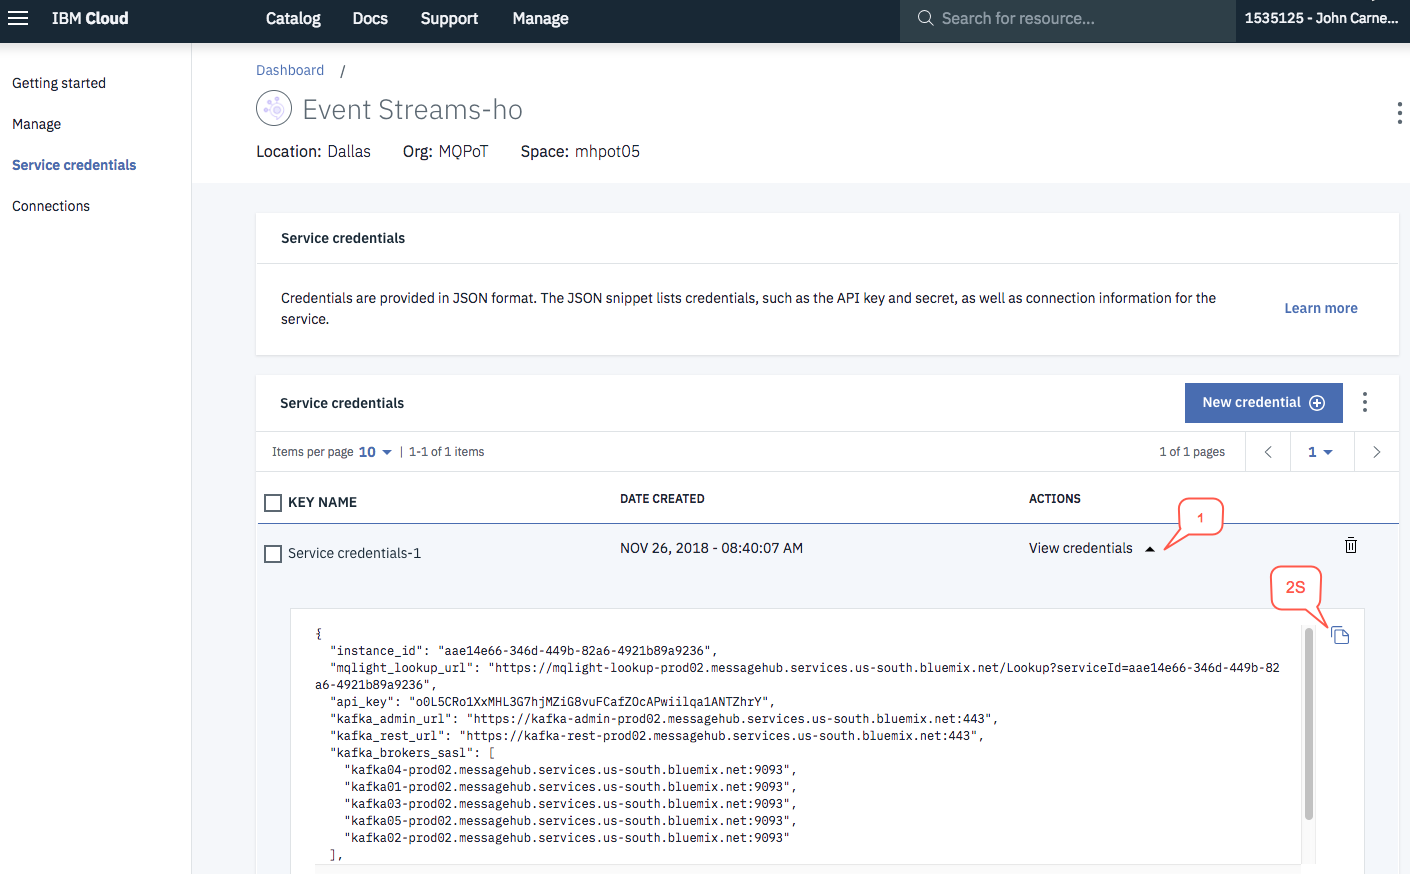 IBM Cloud Catalog Docs Support Manage Search for resource... 1535125 - John Carne...
Getting started
Manage
Service credentials
Connections
Dashboard /
Event Streams-ho
Location: Dallas Org: MQPoT Space: mhpot05
Service credentials
Credentials are provided in JSON format. The JSON snippet lists credentials, such as the API key and secret, as well as connection information for the
service.
Learn more
Service credentials
New credential
Items per page 10 | 1-1 of 1 items 1 of 1 pages 1
KEY NAME DATE CREATED ACTIONS
1
Service credentials-1 NOV 26, 2018 - 08:40:07 AM View credentials
2S
{
"instance_id": "aae14e66-346d-449b-82a6-4921b89a9236",
"mqlight_lookup_url": "https://mqlight-lookup-prod02.messagehub.services.us-south.bluemix.net/Lookup?serviceId=aae14e66-346d-449b-82
a6-4921b89a9236",
"api_key": "o0L5CRo1XxMHL3G7hjMZiG8vuFCafZOcAPwiilqa1ANTZhrY",
"kafka_admin_url": "https://kafka-admin-prod02.messagehub.services.us-south.bluemix.net:443",
"kafka_rest_url": "https://kafka-rest-prod02.messagehub.services.us-south.bluemix.net:443",
"kafka_brokers_sasl": [
"kafka04-prod02.messagehub.services.us-south.bluemix.net:9093",
"kafka01-prod02.messagehub.services.us-south.bluemix.net:9093",
"kafka03-prod02.messagehub.services.us-south.bluemix.net:9093",
"kafka05-prod02.messagehub.services.us-south.bluemix.net:9093",
"kafka02-prod02.messagehub.services.us-south.bluemix.net:9093"
],